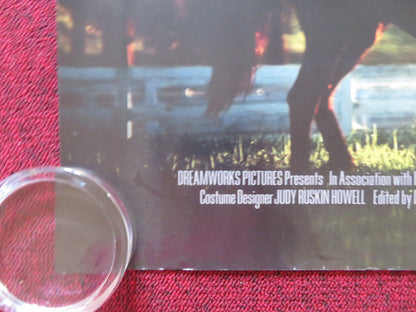 DREAMWORKS PICTURES Presents In Association with
Costume Designer JUDY RUSKIN HOWELL Edited by